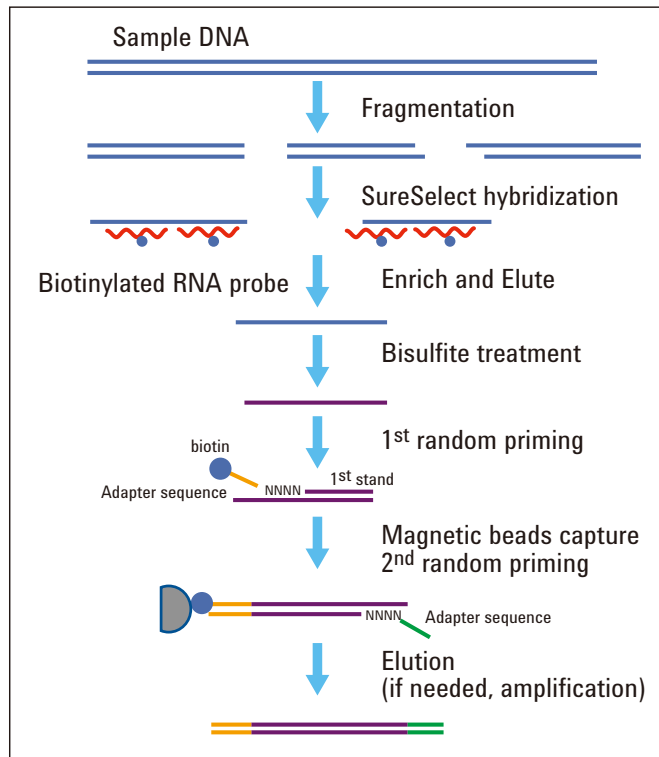 Sample DNA
Fragmentation
SureSelect hybridization
Biotinylated RNA probe
Enrich and Elute
Bisulfite treatment
1st random priming
biotin
Adapter sequence
NNNN
1st stand
Magnetic beads capture
2nd random priming
NNNN
Adapter sequence
Elution
(if needed, amplification)